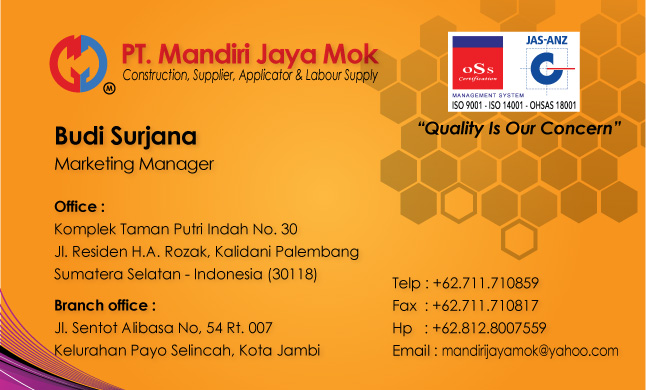 PT. Mandiri Jaya Mok
Construction, Supplier, Applicator & Labour Supply
M
oSs
Certification
JAS-ANZ
MANAGEMENT SYSTEM
ISO 9001 - ISO 14001 - OHSAS 18001
“Quality Is Our Concern”
Budi Surjana
Marketing Manager
Office :
Komplek Taman Putri Indah No. 30
Jl. Residen H.A. Rozak, Kalidani Palembang
Sumatera Selatan - Indonesia (30118)
Branch office :
Jl. Sentot Alibasa No, 54 Rt. 007
Kelurahan Payo Selincah, Kota Jambi
Telp : +62.711.710859
Fax : +62.711.710817
Hp : +62.812.8007559
Email : mandirijayamok@yahoo.com